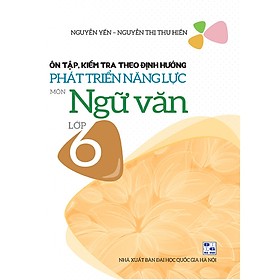 NGUYỄN YẾN - NGUYỄN THỊ THU HIỀN
ÔN TẬP, KIỂM TRA THEO ĐỊNH HƯỚNG
PHÁT TRIỂN NĂNG LỰC
MÔN Ngữ văn
LỚP
6
NHÀ XUẤT BẢN ĐẠI HỌC QUỐC GIA HÀ NỘI